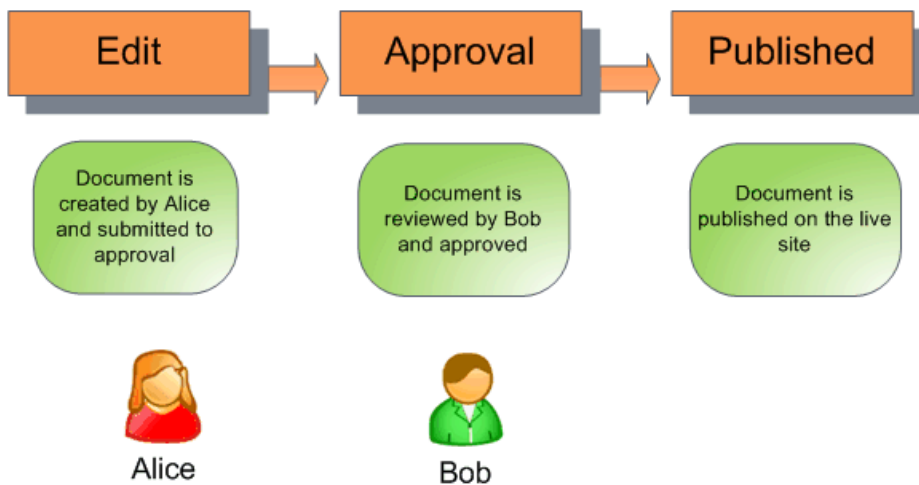 Edit
Approval
Published
Document is
created by Alice
and submitted to
approval
Document is
reviewed by Bob
and approved
Document is
published on the live
site
Alice
Bob